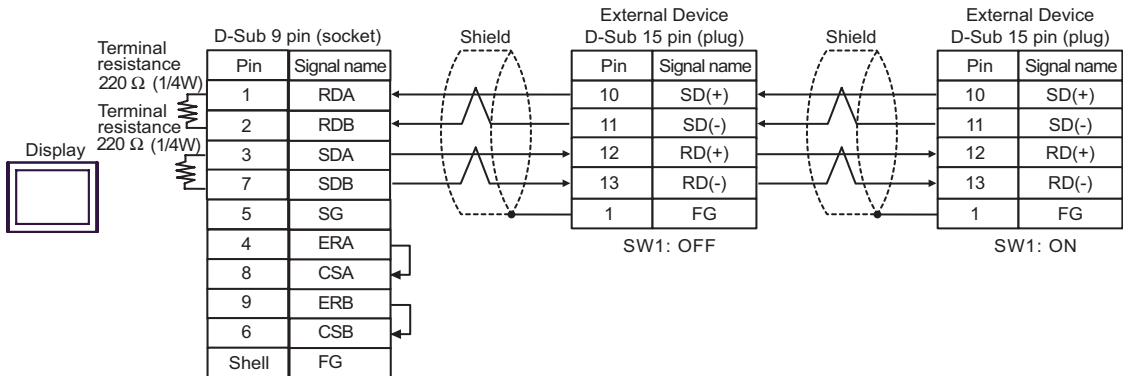 External Device
External Device
D-Sub 9 pin (socket)
Shield
D-Sub 15 pin (plug)
Shield
D-Sub 15 pin (plug)
Terminal
resistance
220 Ω (1/4W)
Terminal
resistance
220 Ω (1/4W)
Display
Pin Signal name
1 RDA
2 RDB
3 SDA
7 SDB
5 SG
4 ERA
8 CSA
9 ERB
6 CSB
Shell FG
Pin Signal name
10 SD(+)
11 SD(-)
12 RD(+)
13 RD(-)
1 FG
SW1: OFF
Pin Signal name
10 SD(+)
11 SD(-)
12 RD(+)
13 RD(-)
1 FG
SW1: ON